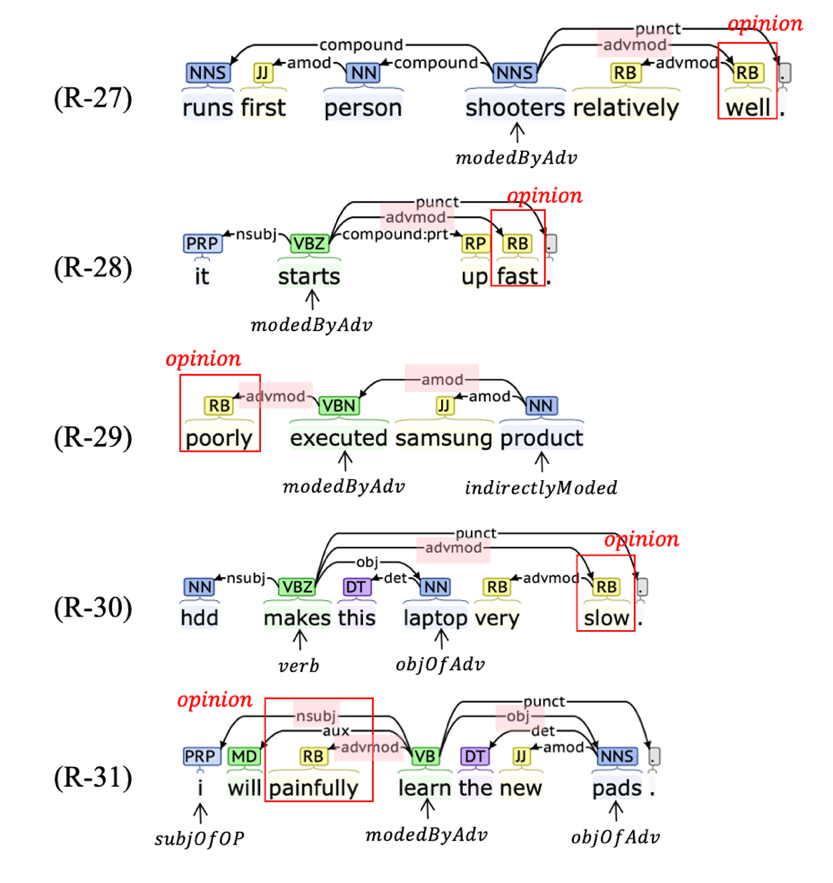 punct opinion
compound advmod
NNS JJ amod NN compound NNS RB advmod RB .
(R-27) runs first person shooters relatively well .
modedByAdv
punct opinion
advmod
PRP nsubj VBZ compound:prt RP RB .
(R-28) it starts up fast .
modedByAdv
opinion amod
RB advmod VBN JJ amod NN
(R-29) poorly executed samsung product
modedByAdv indirectlyModed
punct opinion
advmod
obj
NN nsubj VBZ DT det NN RB advmod RB .
(R-30) hdd makes this laptop very slow .
verb objOfAdv
opinion punct
nsubj obj
aux det
PRP MD RB advmod VB DT JJ amod NNS .
(R-31) i will painfully learn the new pads .
subjOfOP modedByAdv objOfAdv